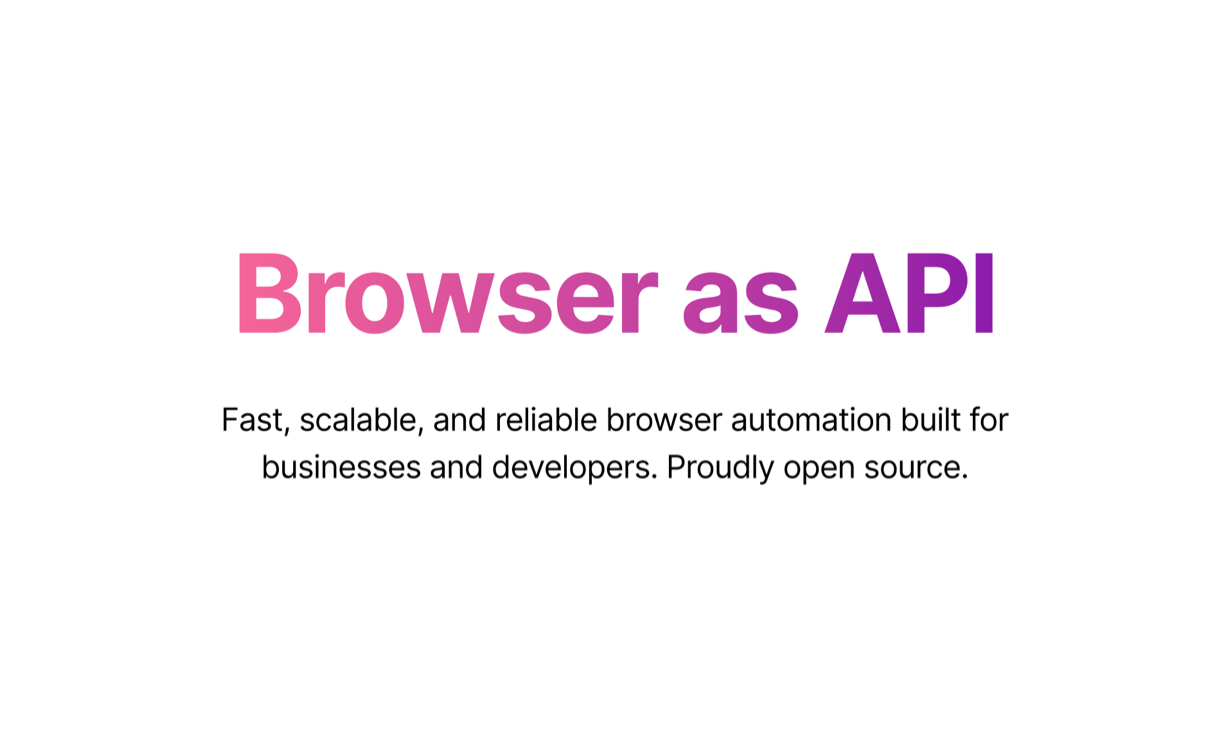 Browser as API
Fast, scalable, and reliable browser automation built for
businesses and developers. Proudly open source.